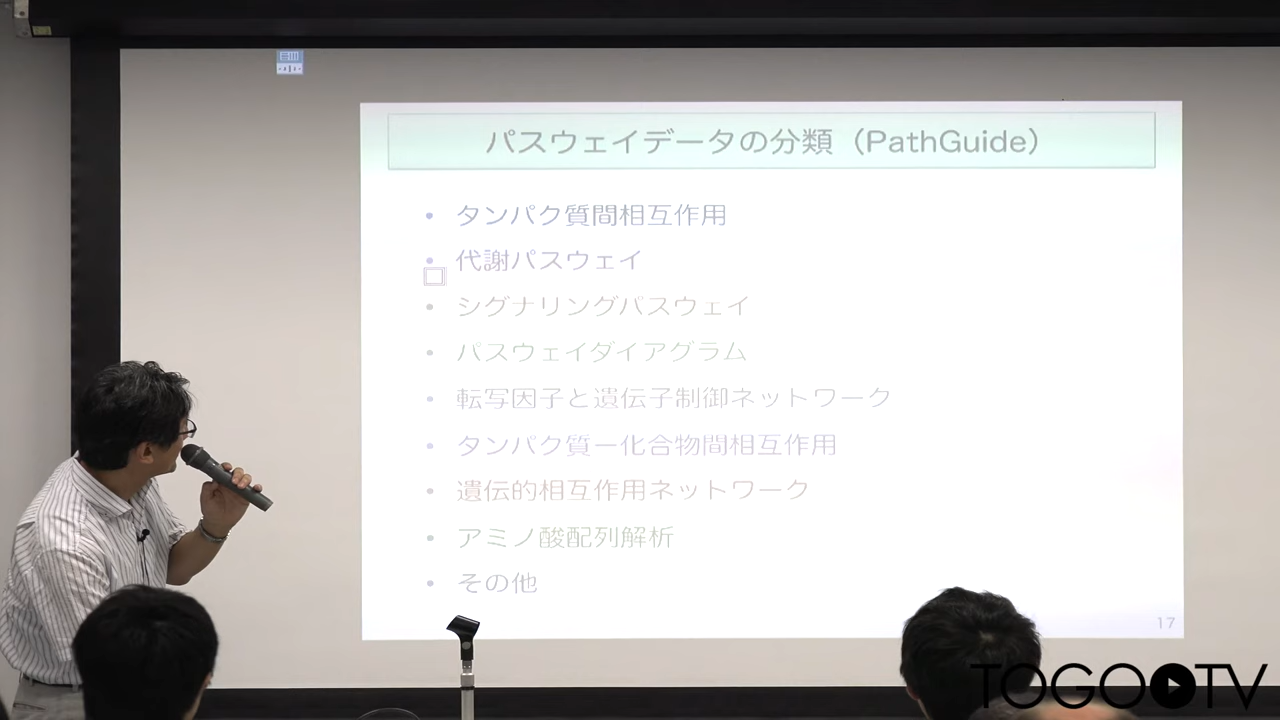 パスウェイデータの分類（PathGuide）
• タンパク質間相互作用
• 代謝パスウェイ
• シグナリングパスウェイ
• パスウェイダイアグラム
• 転写因子と遺伝子制御ネットワーク
• タンパク質ー化合物間相互作用
• 遺伝的相互作用ネットワーク
• アミノ酸配列解析
• その他
17
TOGOTV